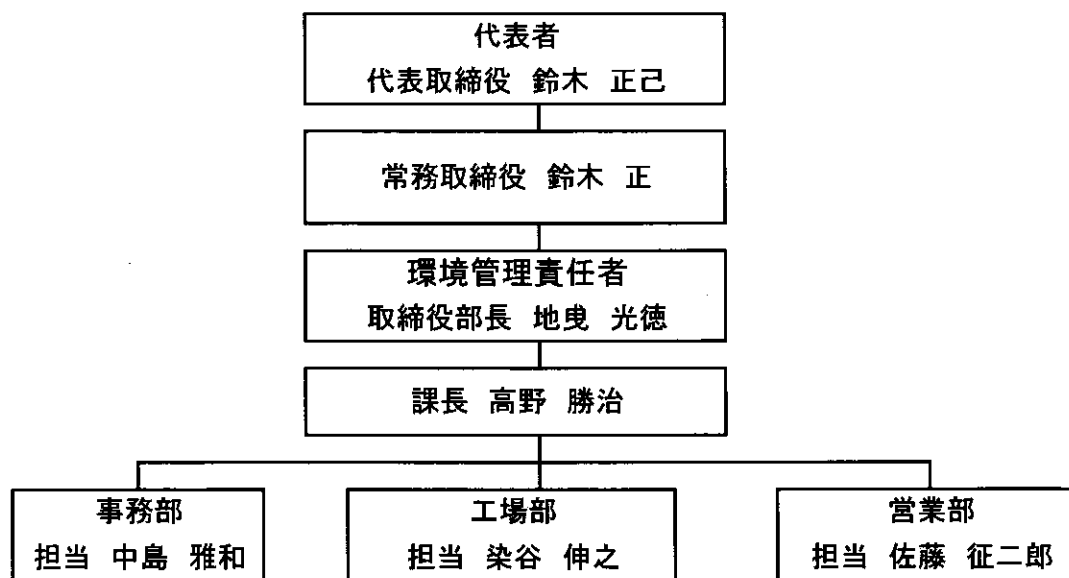 代表者
代表取締役 鈴木 正己
常務取締役 鈴木 正
環境管理責任者
取締役部長 地曳 光徳
課長 高野 勝治
事務部
担当 中島 雅和
工場部
担当 染谷 伸之
営業部
担当 佐藤 征二郎